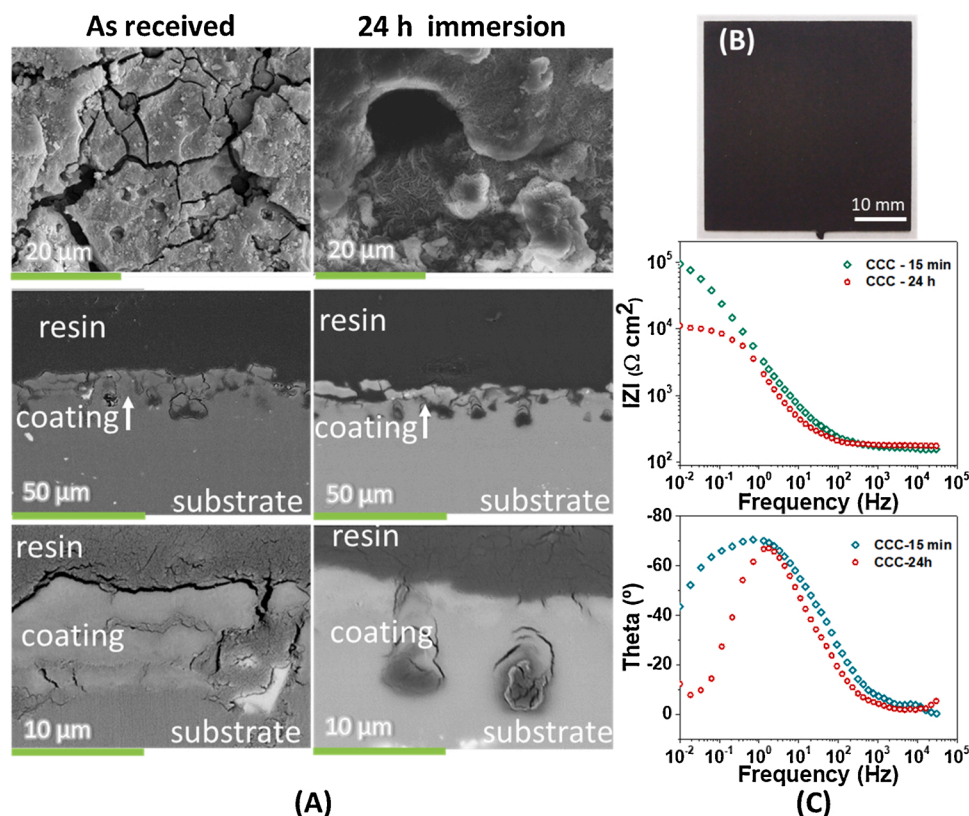 As received
24 h immersion
20 µm
20 µm
resin
coating
substrate
50 µm
resin
coating
substrate
50 µm
resin
coating
substrate
10 µm
resin
coating
substrate
10 µm
(A)
(B)
10 mm
CCC - 15 min
CCC - 24 h
IZI (Ω cm²)
10⁵
10⁴
10³
10²
10⁻² 10⁻¹ 10⁰ 10¹ 10² 10³ 10⁴ 10⁵
Frequency (Hz)
CCC-15 min
CCC-24h
Theta (º)
-80
-60
-40
-20
0
10⁻² 10⁻¹ 10⁰ 10¹ 10² 10³ 10⁴ 10⁵
Frequency (Hz)
(C)